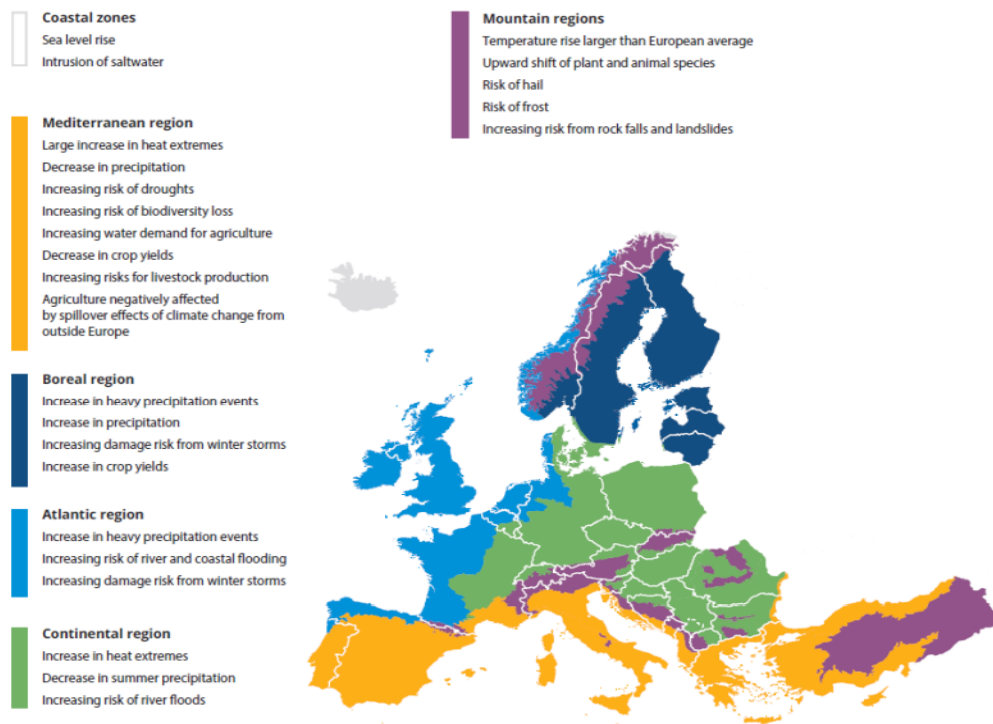 Coastal zones
Sea level rise
Intrusion of saltwater
Mediterranean region
Large increase in heat extremes
Decrease in precipitation
Increasing risk of droughts
Increasing risk of biodiversity loss
Increasing water demand for agriculture
Decrease in crop yields
Increasing risks for livestock production
Agriculture negatively affected
by spillover effects of climate change from
outside Europe
Boreal region
Increase in heavy precipitation events
Increase in precipitation
Increasing damage risk from winter storms
Increase in crop yields
Atlantic region
Increase in heavy precipitation events
Increasing risk of river and coastal flooding
Increasing damage risk from winter storms
Continental region
Increase in heat extremes
Decrease in summer precipitation
Increasing risk of river floods
Mountain regions
Temperature rise larger than European average
Upward shift of plant and animal species
Risk of hail
Risk of frost
Increasing risk from rock falls and landslides